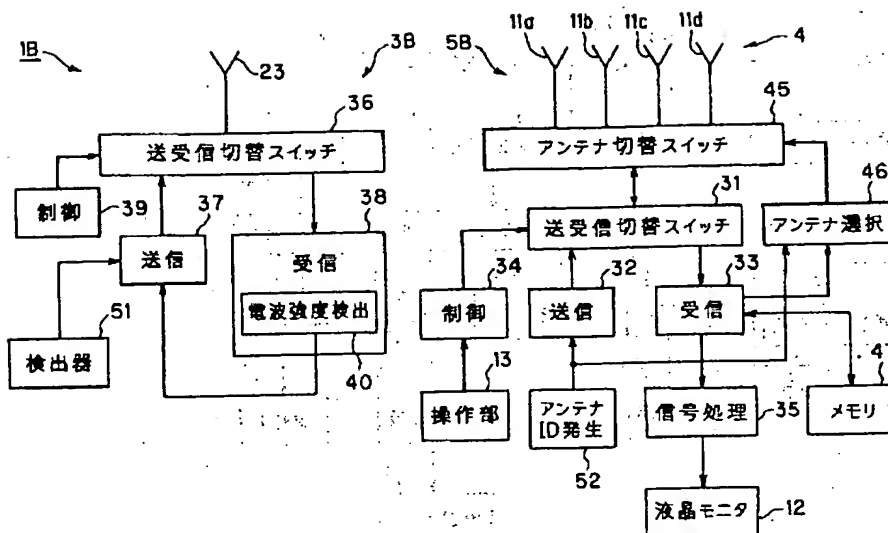 1B
23
3B
36
送受信切替スイッチ
制御
39
37
送信
38
受信
電波強度検出
40
51
検出器
11a
11b
11c
11d
4
5B
45
アンテナ切替スイッチ
46
アンテナ選択
31
送受信切替スイッチ
34
制御
32
送信
33
受信
13
操作部
アンテナ
ID発生
52
信号処理
35
メモリ
液晶モニタ
12